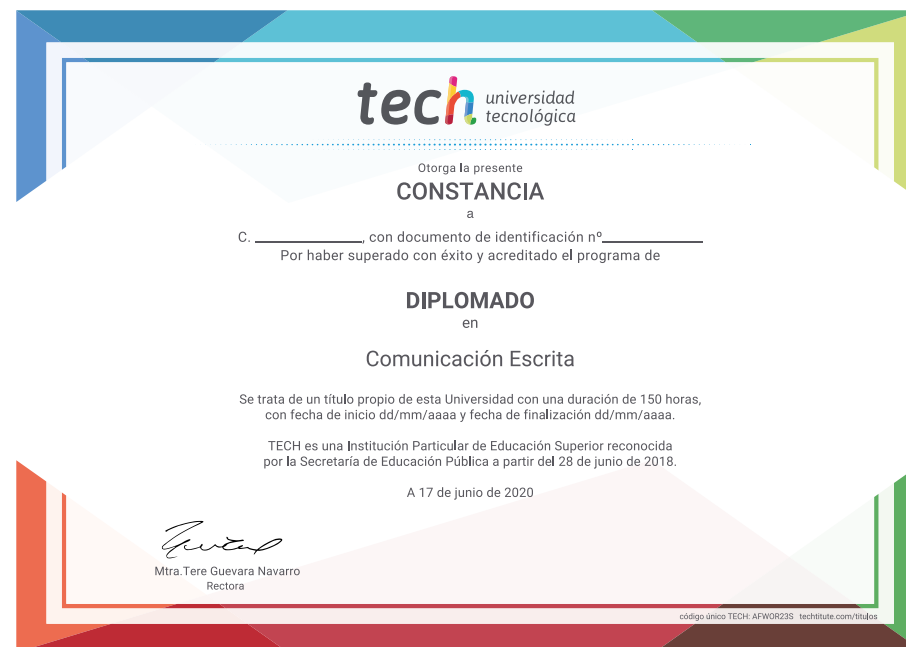 tech universidad
tecnológica
Otorga la presente
CONSTANCIA
a
C. ____________, con documento de identificación nº____________
Por haber superado con éxito y acreditado el programa de
DIPLOMADO
en
Comunicación Escrita
Se trata de un título propio de esta Universidad con una duración de 150 horas,
con fecha de inicio dd/mm/aaaa y fecha de finalización dd/mm/aaaa.
TECH es una Institución Particular de Educación Superior reconocida
por la Secretaría de Educación Pública a partir del 28 de junio de 2018.
A 17 de junio de 2020
Mtra.Tere Guevara Navarro
Rectora
código único TECH: AFWOR23S techtitute.com/titulos